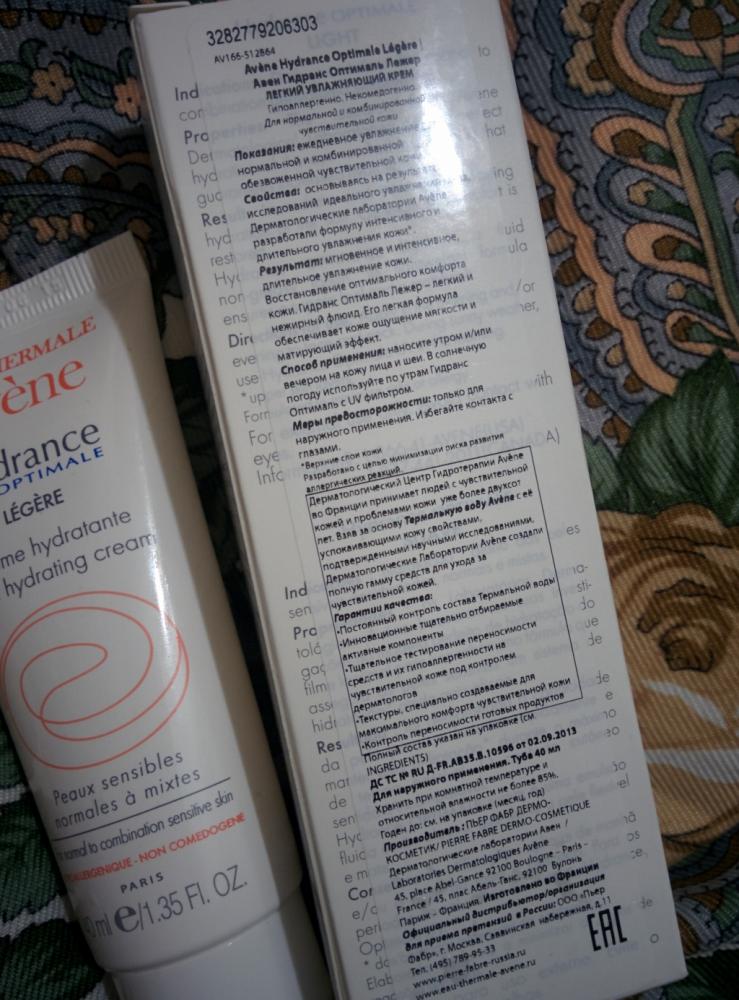 3282779206303
AV166-512B64
Avène Hydrance Optimale Légère |
Авен Гидранс Оптималь Лежер
ЛЕГКИЙ УВЛАЖНЯЮЩИЙ КРЕМ
Гипоаллергенно. Некомедогенно.
Для нормальной и комбинированной
чувствительной кожи
Показания: ежедневное увлажнение
нормальной и комбинированной
обезвоженной чувствительной кожи
Свойства: основываясь на результатах
исследований идеального увлажнения,
Дерматологические лаборатории Avène
разработали формулу интенсивного и
длительного увлажнения кожи*.
Результат: мгновенное и интенсивное,
длительное увлажнение кожи.
Восстановление оптимального комфорта
кожи. Гидранс Оптималь Лежер – легкий и
нежирный флюид. Его легкая формула
обеспечивает коже ощущение мягкости и
матирующий эффект.
Способ применения: наносите утром и/или
вечером на кожу лица и шеи. В солнечную
погоду используйте по утрам Гидранс
Оптималь с UV фильтром.
Меры предосторожности: только для
наружного применения. Избегайте контакта с
глазами.
*Верхние слои кожи
Разработано с целью минимизации риска развития
аллергических реакций.
Дерматологический Центр Гидротерапии Avène
во Франции принимает людей с чувствительной
кожей и проблемами кожи уже более двухсот
лет. Взяв за основу Термальную воду Avène с её
успокаивающими кожу свойствами,
подтвержденными научными исследованиями,
Дерматологические Лаборатории Avène создали
полную гамму средств для ухода за
чувствительной кожей.
Гарантии качества:
•Постоянный контроль состава Термальной воды
•Инновационные тщательно отбираемые
активные компоненты
•Тщательное тестирование переносимости
средств и их гипоаллергенности на
чувствительной коже под контролем
дерматологов
•Текстуры, специально создаваемые для
максимального комфорта чувствительной кожи
•Контроль переносимости готовых продуктов
Полный состав указан на упаковке (см.
INGREDIENTS)
ДС ТС № RU Д-FR.АВ35.В.10596 от 02.09.2013
Для наружного применения. Туба 40 мл
Хранить при комнатной температуре и
относительной влажности не более 85%.
Годен до: см. на упаковке (месяц, год)
Производитель: ПЬЕР ФАБР ДЕРМО-
КОСМЕТИК/ PIERRE FABRE DERMO-COSMETIQUE
Дерматологические лаборатории Авен /
Laboratories Dermatologiques Avène
45, place Abel-Gance 92100 Boulogne – Paris –
France / 45, плас Абель-Ганс, 92100 Булонь
Париж – Франция. Изготовлено во Франции
Официальный дистрибьютор/организация
для приема претензий в России: ООО «Пьер
Фабр», г. Москва, Саввинская набережная, д.11
Тел. (495) 789-95-33
www.pierre-fabre-russia.ru
www.eau-thermale-avene.ru
EAC
THERMALE
ène
drance
OPTIMALE
LÉGÈRE
me hydratante
hydrating cream
Peaux sensibles
normales à mixtes
normal to combination sensitive skin
ALLERGENIQUE - NON COMEDOGENE
PARIS
ml e/1.35 FL. OZ.